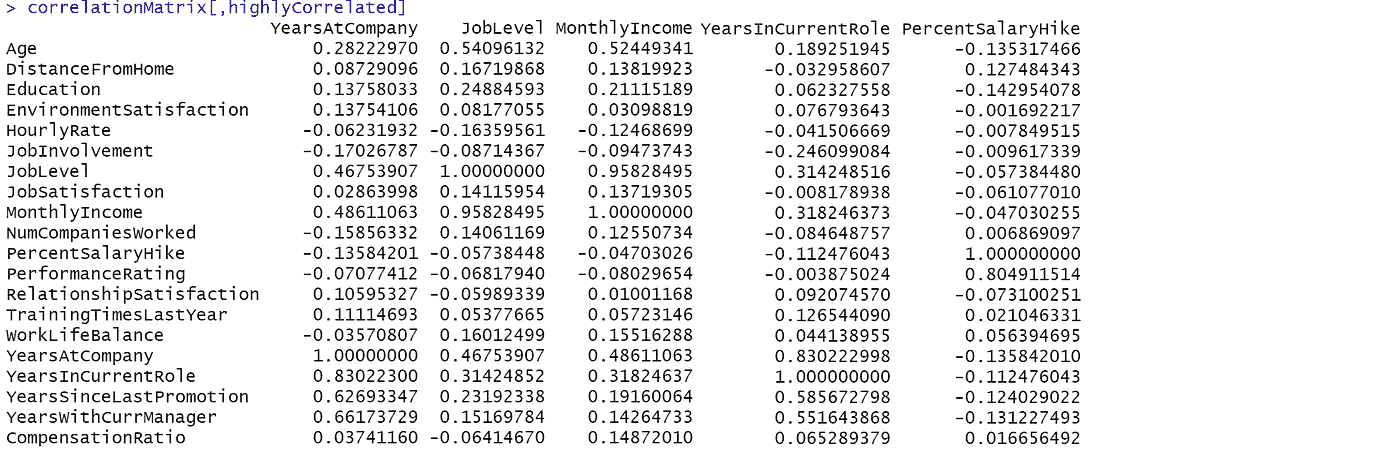 > correlationMatrix[,highlyCorrelated]
YearsAtCompany JobLevel MonthlyIncome YearsInCurrentRole PercentSalaryHike
Age 0.28222970 0.54096132 0.52449341 0.189251945 -0.135317466
DistanceFromHome 0.08729096 0.16719868 0.13819923 -0.032958607 0.127484343
Education 0.13758033 0.24884593 0.21115189 0.062327558 -0.142954078
EnvironmentSatisfaction 0.13754106 0.08177055 0.03098819 0.076793643 -0.001692217
HourlyRate -0.06231932 -0.16359561 -0.12468699 -0.041506669 -0.007849515
JobInvolvement -0.17026787 -0.08714367 -0.09473743 -0.246099084 -0.009617339
JobLevel 0.46753907 1.00000000 0.95828495 0.314248516 -0.057384480
JobSatisfaction 0.02863998 0.14115954 0.13719305 -0.008178938 -0.061077010
MonthlyIncome 0.48611063 0.95828495 1.00000000 0.318246373 -0.047030255
NumCompaniesWorked -0.15856332 0.14061169 0.12550734 -0.084648757 0.006869097
PercentSalaryHike -0.13584201 -0.05738448 -0.04703026 -0.112476043 1.000000000
PerformanceRating -0.07077412 -0.06817940 -0.08029654 -0.003875024 0.804911514
RelationshipSatisfaction 0.10595327 -0.05989339 0.01001168 0.092074570 -0.073100251
TrainingTimesLastYear 0.11114693 0.05377665 0.05723146 0.126544090 0.021046331
WorkLifeBalance -0.03570807 0.16012499 0.15516288 0.044138955 0.056394695
YearsAtCompany 1.00000000 0.46753907 0.48611063 0.830222998 -0.135842010
YearsInCurrentRole 0.83022300 0.31424852 0.31824637 1.000000000 -0.112476043
YearsSinceLastPromotion 0.62693347 0.23192338 0.19160064 0.585672798 -0.124029022
YearsWithCurrManager 0.66173729 0.15169784 0.14264733 0.551643868 -0.131227493
CompensationRatio 0.03741160 -0.06414670 0.14872010 0.065289379 0.016656492